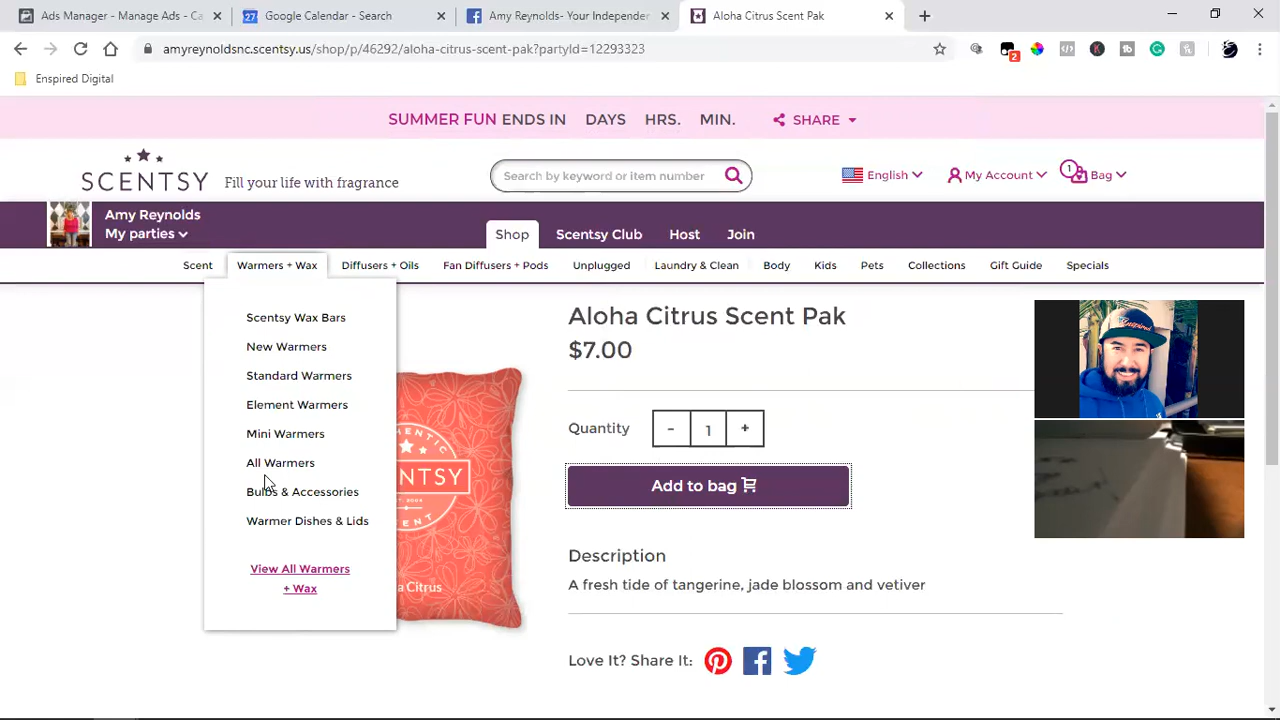 Ads Manager - Manage Ads - Ca
27 Google Calendar - Search
Amy Reynolds- Your Independen
Aloha Citrus Scent Pak
amyreynoldsnc.scentsy.us/shop/p/46292/aloha-citrus-scent-pak?partyId=12293323
2
Enspired Digital
SUMMER FUN ENDS IN DAYS HRS. MIN. SHARE
SCENTSY Fill your life with fragrance
Search by keyword or item number
English My Account 1 Bag
Amy Reynolds
My parties
Shop Scentsy Club Host Join
Scent Warmers + Wax Diffusers + Oils Fan Diffusers + Pods Unplugged Laundry & Clean Body Kids Pets Collections Gift Guide Specials
Scentsy Wax Bars
New Warmers
Standard Warmers
Element Warmers
Mini Warmers
All Warmers
Bulbs & Accessories
Warmer Dishes & Lids
View All Warmers
+ Wax
NTSY
a Citrus
Aloha Citrus Scent Pak
$7.00
Quantity - 1 +
Add to bag
Description
A fresh tide of tangerine, jade blossom and vetiver
Love It? Share It: